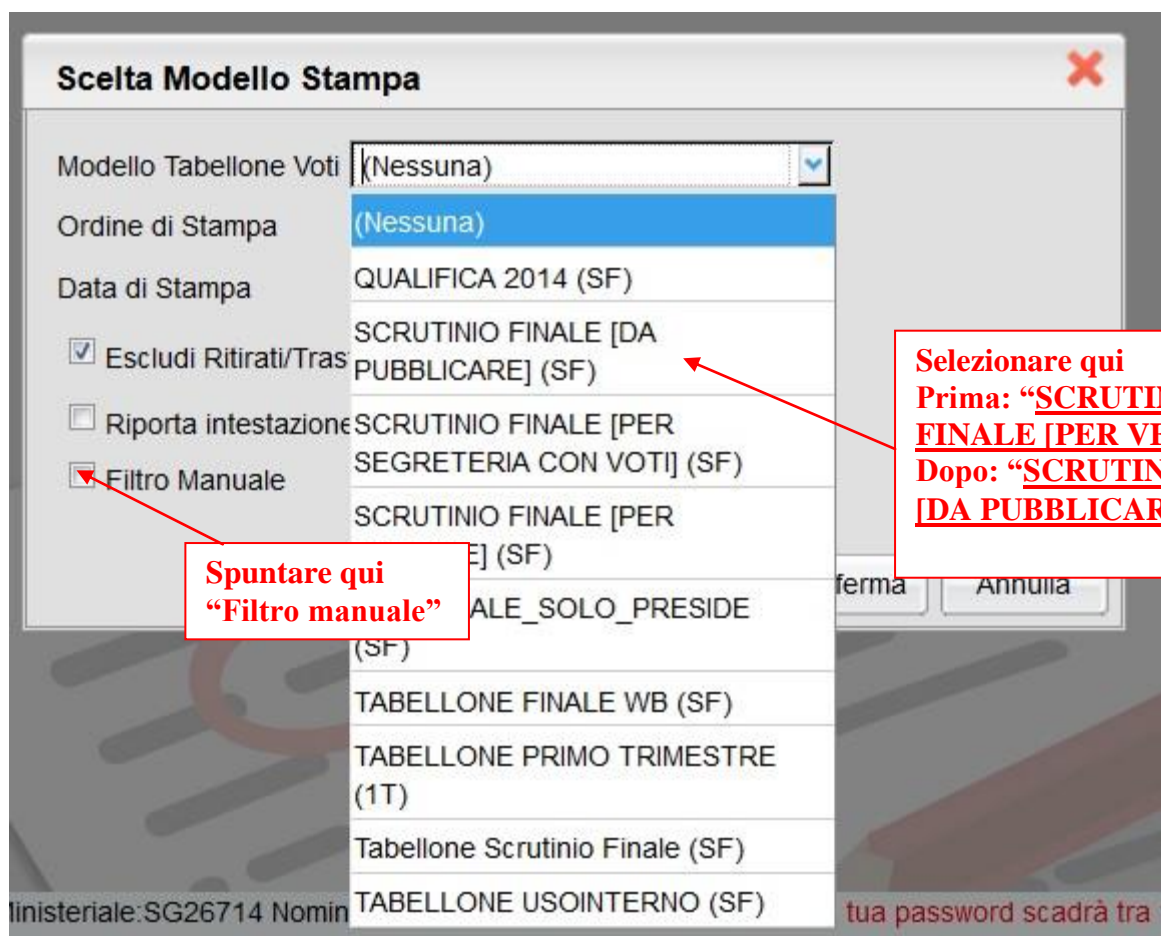 Scelta Modello Stampa
Modello Tabellone Voti
(Nessuna)
Ordine di Stampa
(Nessuna)
Data di Stampa
QUALIFICA 2014 (SF)
Escludi Ritirati/Tras
SCRUTINIO FINALE [DA
PUBBLICARE] (SF)
Riporta intestazione
SCRUTINIO FINALE [PER
SEGRETERIA CON VOTI] (SF)
Filtro Manuale
SCRUTINIO FINALE [PER
E] (SF)
ALE_SOLO_PRESIDE
(SF)
TABELLONE FINALE WB (SF)
TABELLONE PRIMO TRIMESTRE
(1T)
Tabellone Scrutinio Finale (SF)
TABELLONE USOINTERNO (SF)
Selezionare qui
Prima: “SCRUTIN
FINALE [PER VE
Dopo: “SCRUTIN
[DA PUBBLICAR
Spuntare qui
“Filtro manuale”
ferma
Annulla
inisteriale:SG26714 Nomin
tua password scadrà tra